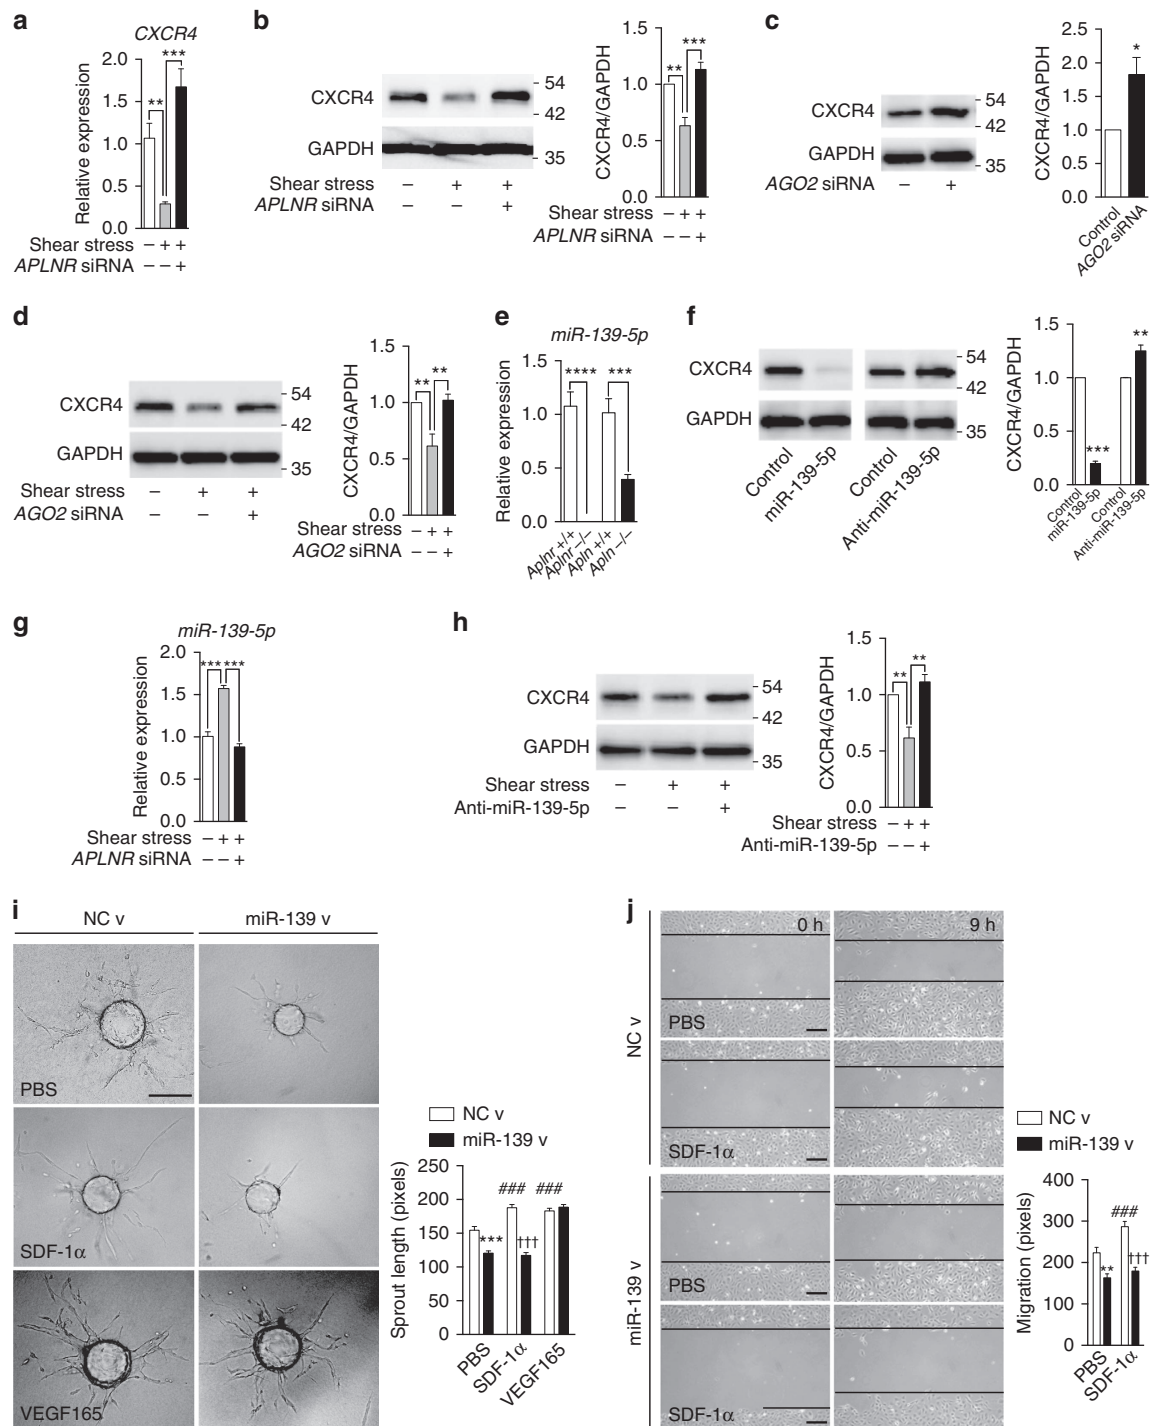 a
CXCR4
Relative expression
2.0
1.5
1.0
0.5
0.0
**
***
Shear stress − + +
APLNR siRNA − − +
b
CXCR4
GAPDH
54
42
35
Shear stress − + +
APLNR siRNA − − +
CXCR4/GAPDH
1.5
1.0
0.5
0.0
**
***
Shear stress − + +
APLNR siRNA − − +
c
CXCR4
GAPDH
54
42
35
AGO2 siRNA − +
CXCR4/GAPDH
2.5
2.0
1.5
1.0
0.5
0.0
*
Control
AGO2 siRNA
d
CXCR4
GAPDH
54
42
35
Shear stress − + +
AGO2 siRNA − − +
CXCR4/GAPDH
1.5
1.0
0.5
0.0
** **
Shear stress − + +
AGO2 siRNA − − +
e
miR-139-5p
Relative expression
1.5
1.0
0.5
0.0
**** ***
Aplnr +/+
Aplnr −/−
Apln +/+
Apln −/−
f
CXCR4
GAPDH
54
42
35
Control
miR-139-5p
Control
Anti-miR-139-5p
CXCR4/GAPDH
1.5
1.0
0.5
0.0
***
**
Control
miR-139-5p
Control
Anti-miR-139-5p
g
miR-139-5p
Relative expression
2.0
1.5
1.0
0.5
0.0
*** ***
Shear stress − + +
APLNR siRNA − − +
h
CXCR4
GAPDH
54
42
35
Shear stress − + +
Anti-miR-139-5p − − +
CXCR4/GAPDH
1.5
1.0
0.5
0.0
**
**
Shear stress − + +
Anti-miR-139-5p − − +
i
NC v miR-139 v
PBS
SDF-1α
VEGF165
NC v
miR-139 v
Sprout length (pixels)
250
200
150
100
50
0
***
###
†††
###
PBS
SDF-1α
VEGF165
j
0 h 9 h
NC v
PBS
SDF-1α
miR-139 v
PBS
SDF-1α
NC v
miR-139 v
Migration (pixels)
400
300
200
100
0
**
###
†††
PBS
SDF-1α